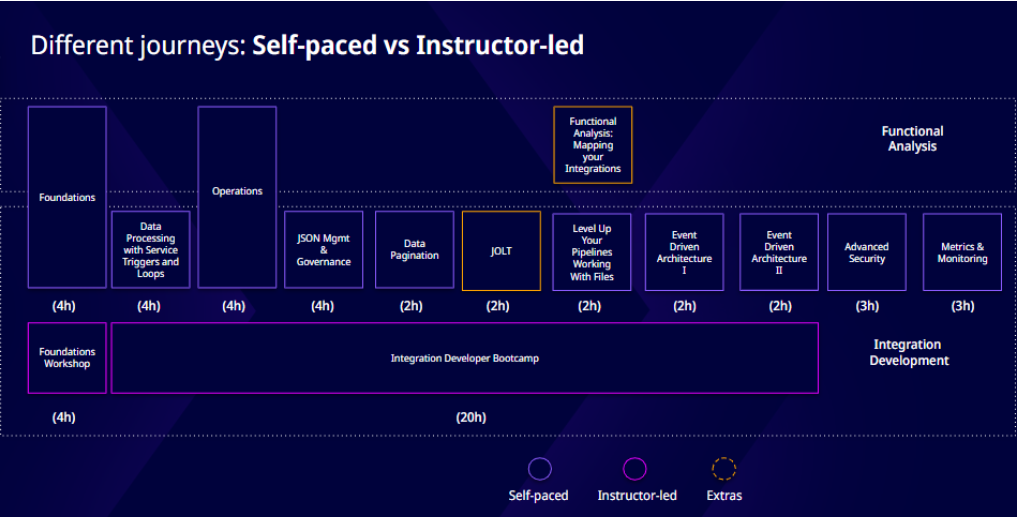 Different journeys: Self-paced vs Instructor-led
Functional
Analysis:
Mapping
your
Integrations
Functional
Analysis
Foundations
Operations
Data
Processing
with Service
Triggers and
Loops
JSON Mgmt
&
Governance
Data
Pagination
JOLT
Level Up
Your
Pipelines
Working
With Files
Event
Driven
Architecture
I
Event
Driven
Architecture
II
Advanced
Security
Metrics &
Monitoring
(4h)
(4h)
(4h)
(4h)
(2h)
(2h)
(2h)
(2h)
(2h)
(3h)
(3h)
Foundations
Workshop
Integration Developer Bootcamp
Integration
Development
(4h)
(20h)
Self-paced
Instructor-led
Extras